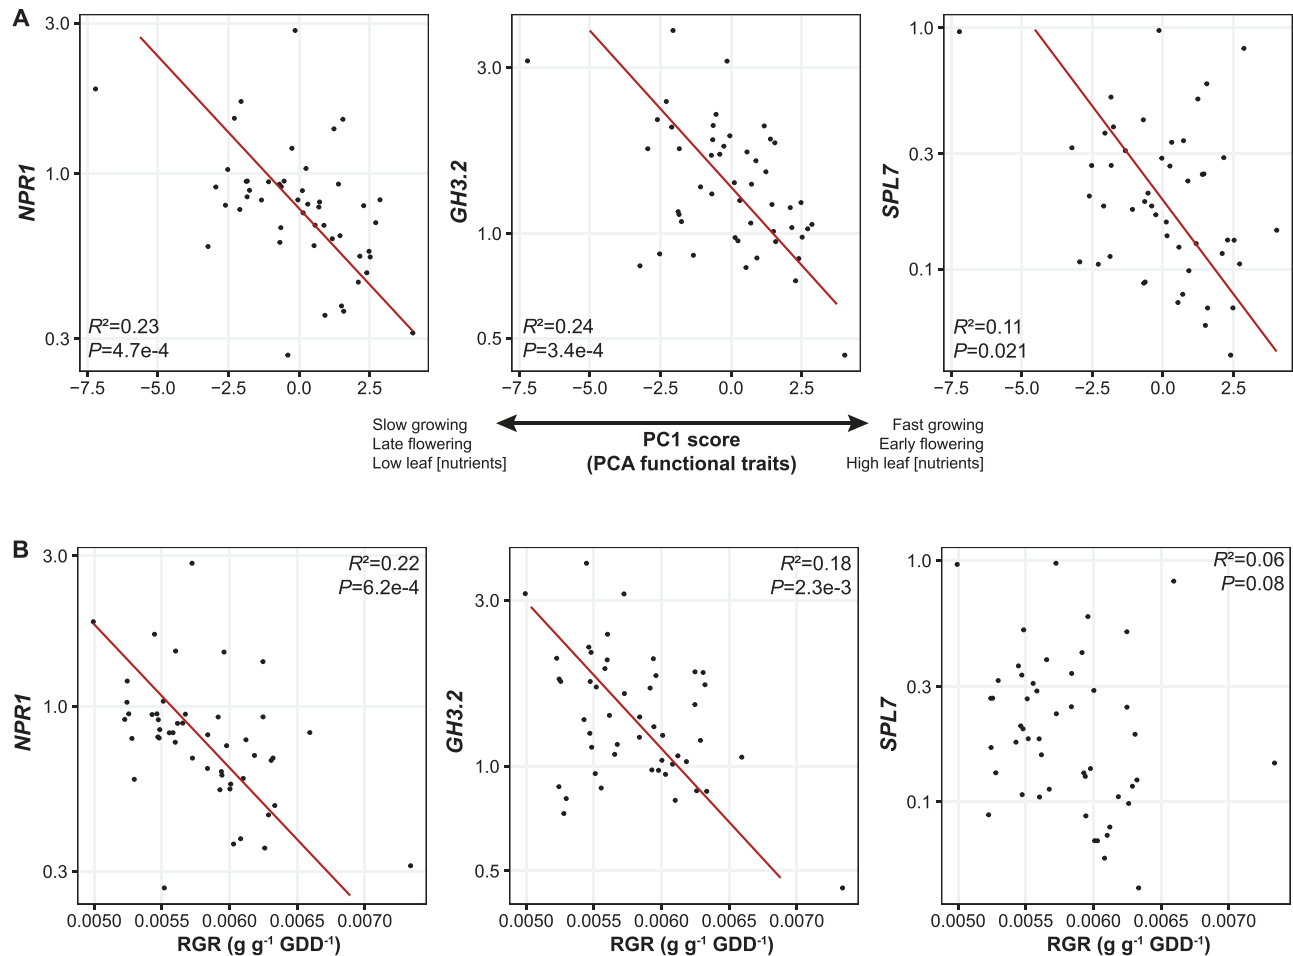 A
NPR1
3.0
1.0
0.3
R²=0.23
P=4.7e-4
−7.5 −5.0 −2.5 0.0 2.5
GH3.2
3.0
1.0
0.5
R²=0.24
P=3.4e-4
−7.5 −5.0 −2.5 0.0 2.5
SPL7
1.0
0.3
0.1
R²=0.11
P=0.021
−7.5 −5.0 −2.5 0.0 2.5
Slow growing
Late flowering
Low leaf [nutrients]
PC1 score
(PCA functional traits)
Fast growing
Early flowering
High leaf [nutrients]
B
NPR1
3.0
1.0
0.3
R²=0.22
P=6.2e-4
0.0050 0.0055 0.0060 0.0065 0.0070
RGR (g g-1 GDD-1)
GH3.2
3.0
1.0
0.5
R²=0.18
P=2.3e-3
0.0050 0.0055 0.0060 0.0065 0.0070
RGR (g g-1 GDD-1)
SPL7
1.0
0.3
0.1
R²=0.06
P=0.08
0.0050 0.0055 0.0060 0.0065 0.0070
RGR (g g-1 GDD-1)